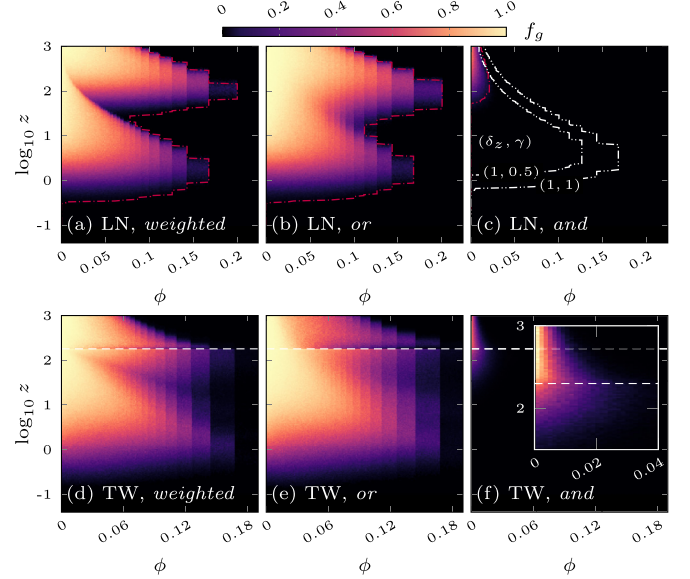 0 0.2 0.4 0.6 0.8 1.0
f_g
3
2
1
0
-1
log₁₀ z
(a) LN, weighted
(b) LN, or
(c) LN, and
(δ_z, γ)
(1, 0.5)
(1, 1)
0 0.05 0.1 0.15 0.2
0 0.05 0.1 0.15 0.2
0 0.05 0.1 0.15 0.2
ϕ ϕ ϕ
3
2
1
0
-1
log₁₀ z
(d) TW, weighted
(e) TW, or
(f) TW, and
3
2
0 0.02 0.04
0 0.06 0.12 0.18
0 0.06 0.12 0.18
0 0.06 0.12 0.18
ϕ ϕ ϕ